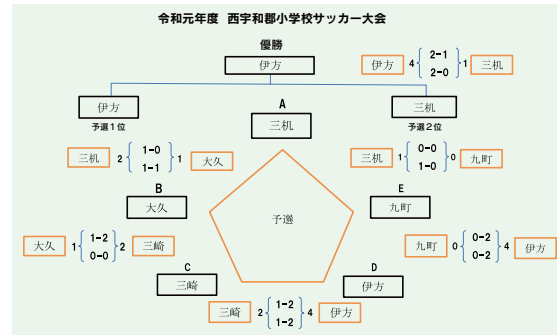 令和元年度 西宇和郡小学校サッカー大会
優勝
伊方
伊方 4 2-1 2-0 1 三机
伊方
予選1位
三机
予選2位
A
三机
三机 2 1-0 1-1 1 大久
三机 1 0-0 1-0 0 九町
B
大久
E
九町
予選
大久 1 1-2 0-0 2 三崎
九町 0 0-2 0-2 4 伊方
C
三崎
D
伊方
三崎 2 1-2 1-2 4 伊方